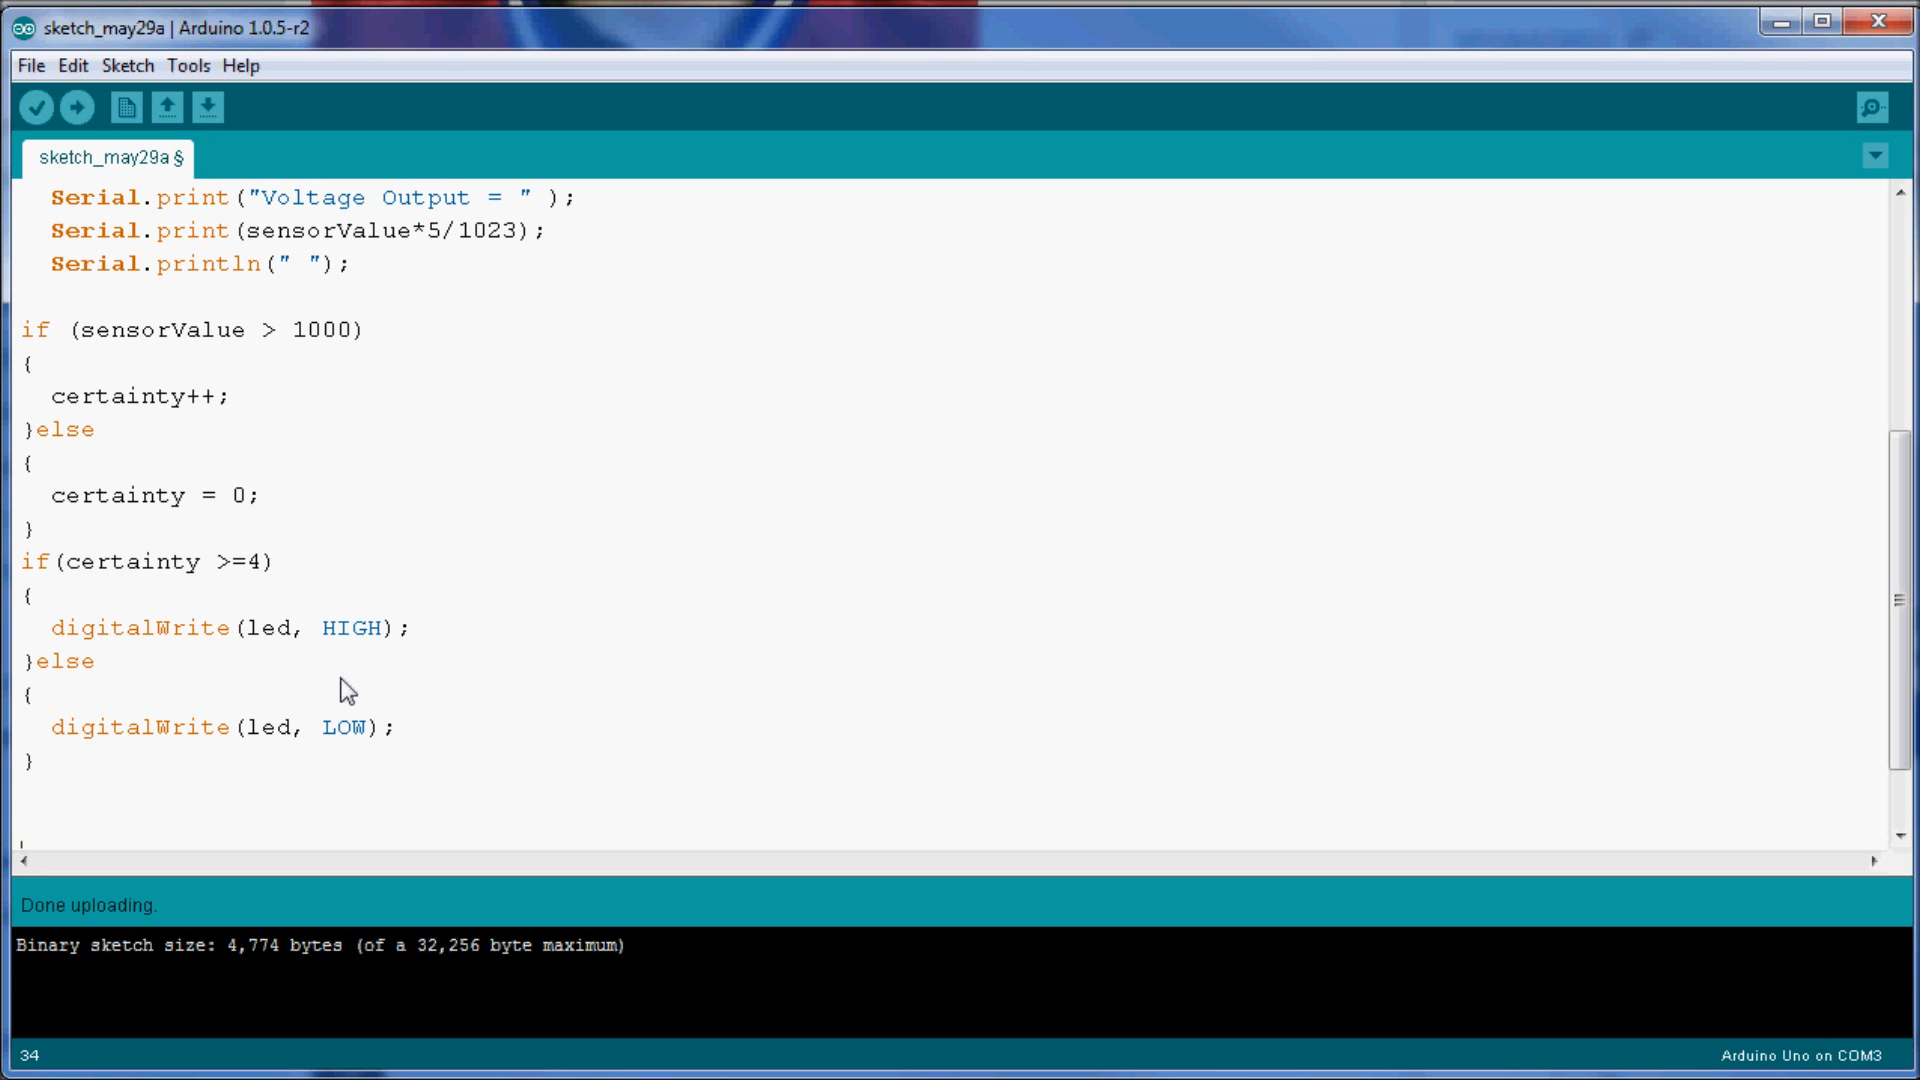 sketch_may29a | Arduino 1.0.5-r2
File Edit Sketch Tools Help
sketch_may29a §
Serial.print("Voltage Output = " );
Serial.print(sensorValue*5/1023);
Serial.println(" ");
if (sensorValue > 1000)
{
certainty++;
}else
{
certainty = 0;
}
if(certainty >=4)
{
digitalWrite(led, HIGH);
}else
{
digitalWrite(led, LOW);
}
Done uploading.
Binary sketch size: 4,774 bytes (of a 32,256 byte maximum)
34
Arduino Uno on COM3